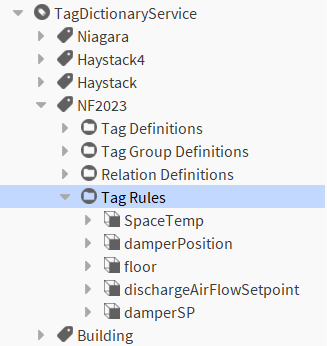 TagDictionaryService
Niagara
Haystack4
Haystack
NF2023
Tag Definitions
Tag Group Definitions
Relation Definitions
Tag Rules
SpaceTemp
damperPosition
floor
dischargeAirFlowSetpoint
damperSP
Building